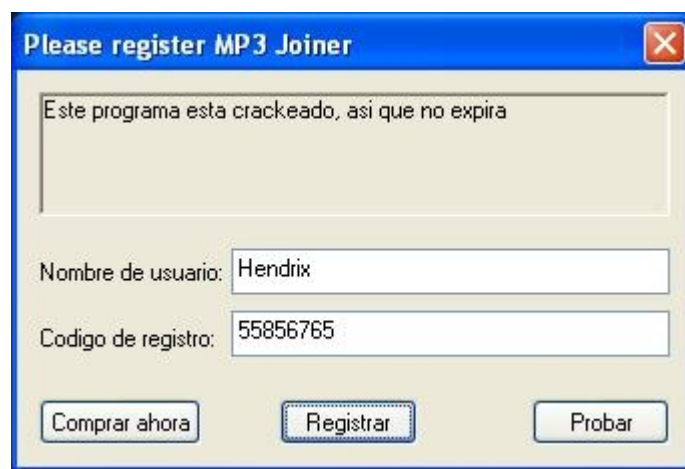 Please register MP3 Joiner
Este programa esta crackeado, asi que no expira
Nombre de usuario: Hendrix
Codigo de registro: 55856765
Comprar ahora Registrar Probar